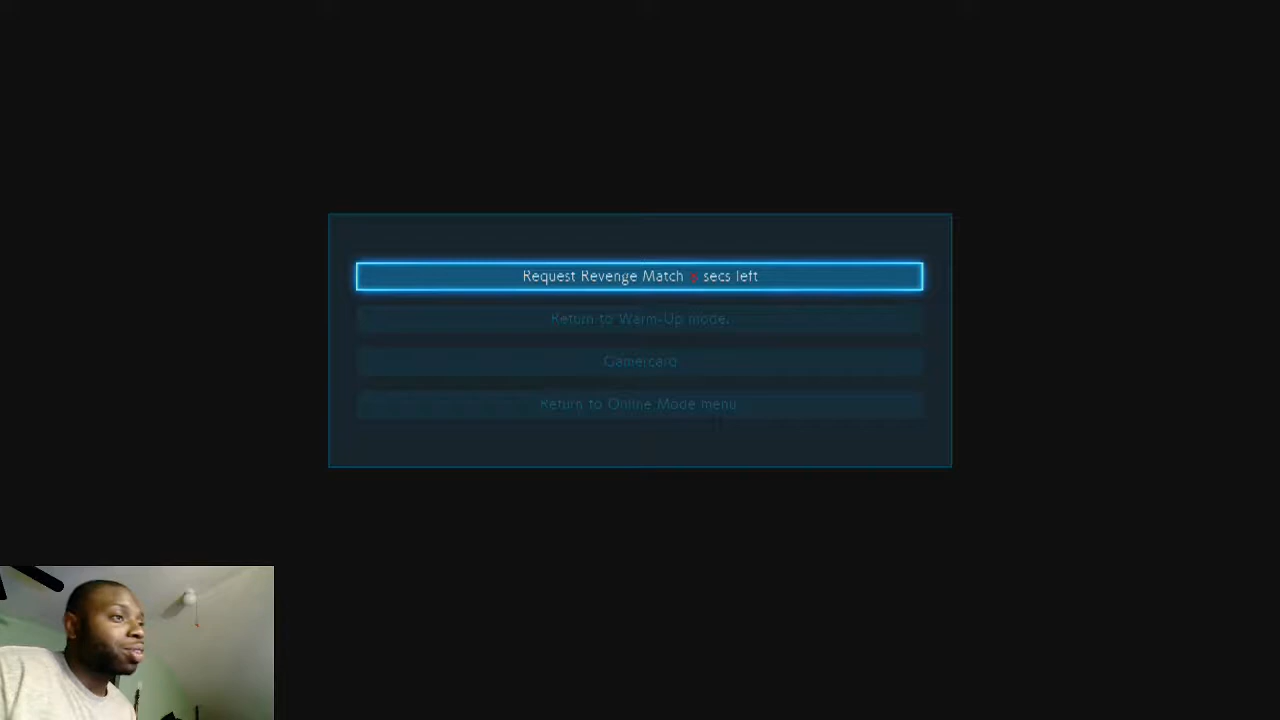 Request Revenge Match secs left
Return to Warm-Up mode.
Gamercard
Return to Online Mode menu